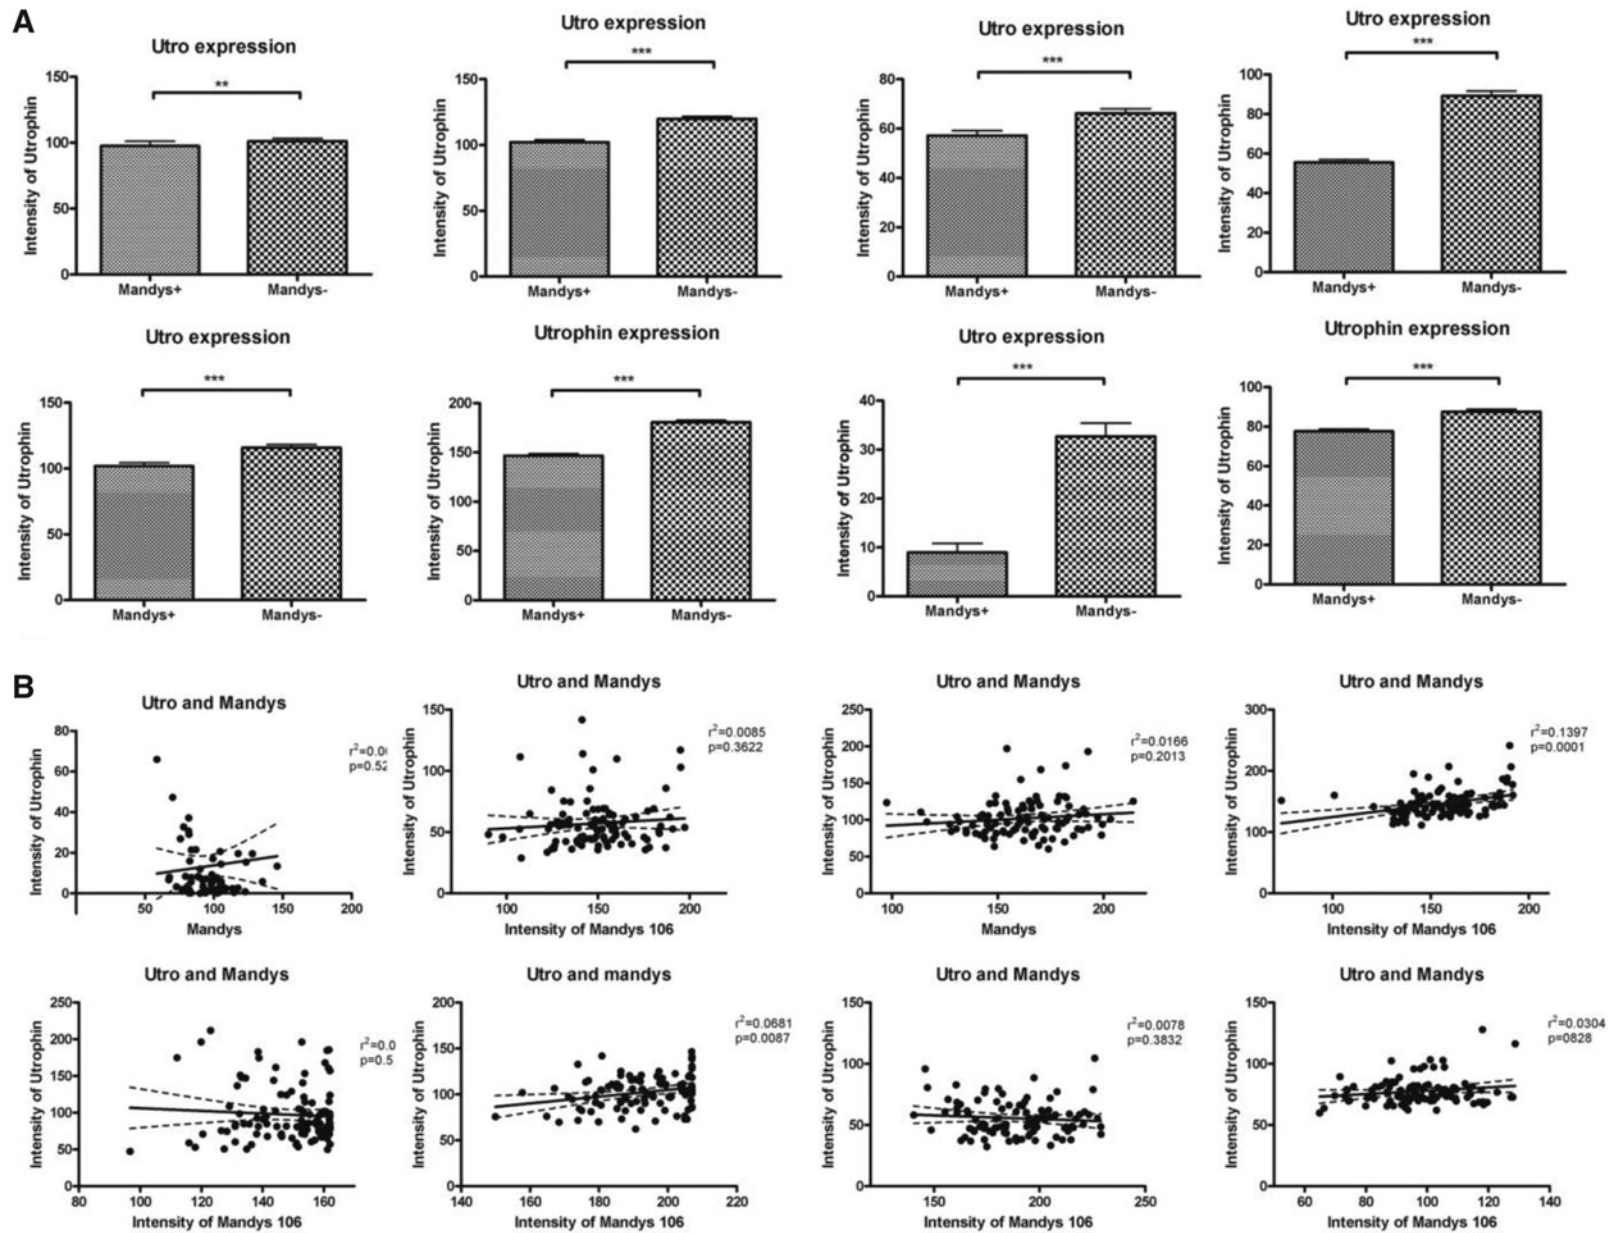 A
Utro expression
**
150
100
50
0
Intensity of Utrophin
Mandys+ Mandys-
Utro expression
***
150
100
50
0
Intensity of Utrophin
Mandys+ Mandys-
Utro expression
***
80
60
40
20
0
Intensity of Utrophin
Mandys+ Mandys-
Utro expression
***
100
80
60
40
20
0
Intensity of Utrophin
Mandys+ Mandys-
Utro expression
***
150
100
50
0
Intensity of Utrophin
Mandys+ Mandys-
Utrophin expression
***
200
150
100
50
0
Intensity of Utrophin
Mandys+ Mandys-
Utro expression
***
40
30
20
10
0
Intensity of Utrophin
Mandys+ Mandys-
Utrophin expression
***
100
80
60
40
20
0
Intensity of Utrophin
Mandys+ Mandys-
B
Utro and Mandys
80
60
40
20
0
Intensity of Utrophin
p=0.52
50 100 150 200
Mandys
Utro and Mandys
150
100
50
0
Intensity of Utrophin
r²=0.0085
p=0.3622
100 150 200
Intensity of Mandys 106
Utro and Mandys
250
200
150
100
50
0
Intensity of Utrophin
r²=0.0166
p=0.2013
100 150 200
Mandys
Utro and Mandys
300
200
100
0
Intensity of Utrophin
r²=0.1397
p=0.0001
100 150 200
Intensity of Mandys 106
Utro and Mandys
250
200
150
100
50
0
Intensity of Utrophin
r²=0.0
p=0.5
80 100 120 140 160
Intensity of Mandys 106
Utro and mandys
200
150
100
50
0
Intensity of Utrophin
r²=0.0681
p=0.0087
140 160 180 200 220
Intensity of Mandys 106
Utro and Mandys
150
100
50
0
Intensity of Utrophin
r²=0.0078
p=0.3832
150 200 250
Intensity of Mandys 106
Utro and Mandys
150
100
50
0
Intensity of Utrophin
r²=0.0304
p=0828
60 80 100 120 140
Intensity of Mandys 106